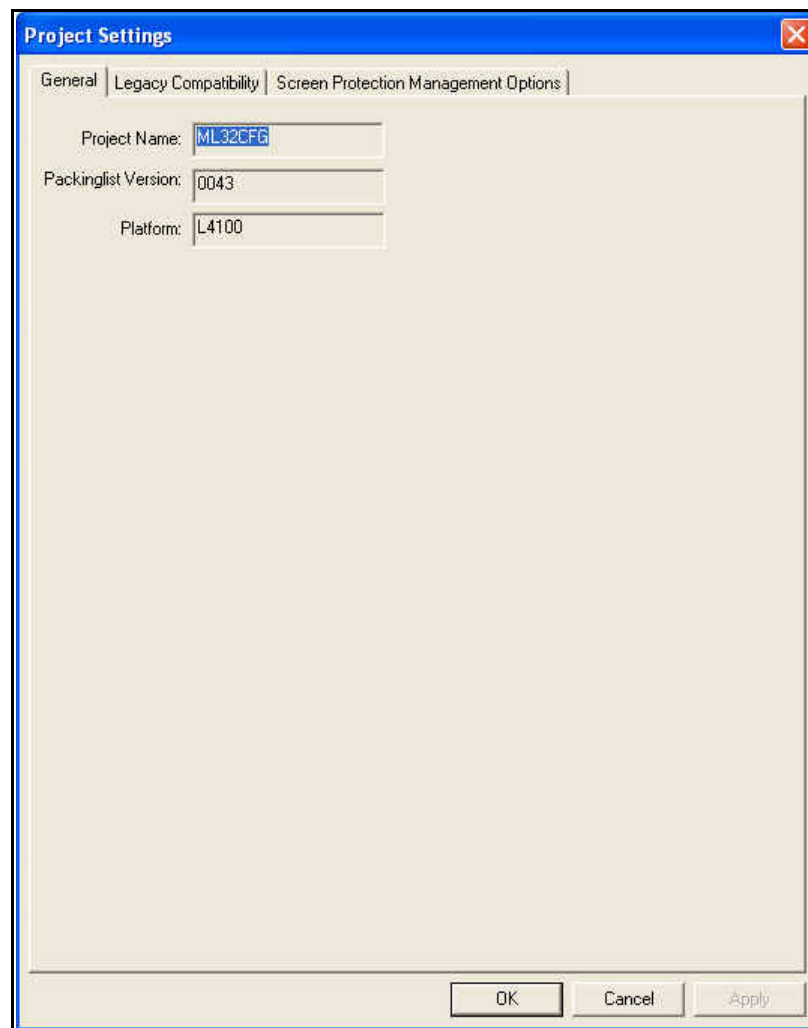 Project Settings
General Legacy Compatibility Screen Protection Management Options
Project Name: ML32CFG
Packinglist Version: 0043
Platform: L4100
OK Cancel Apply